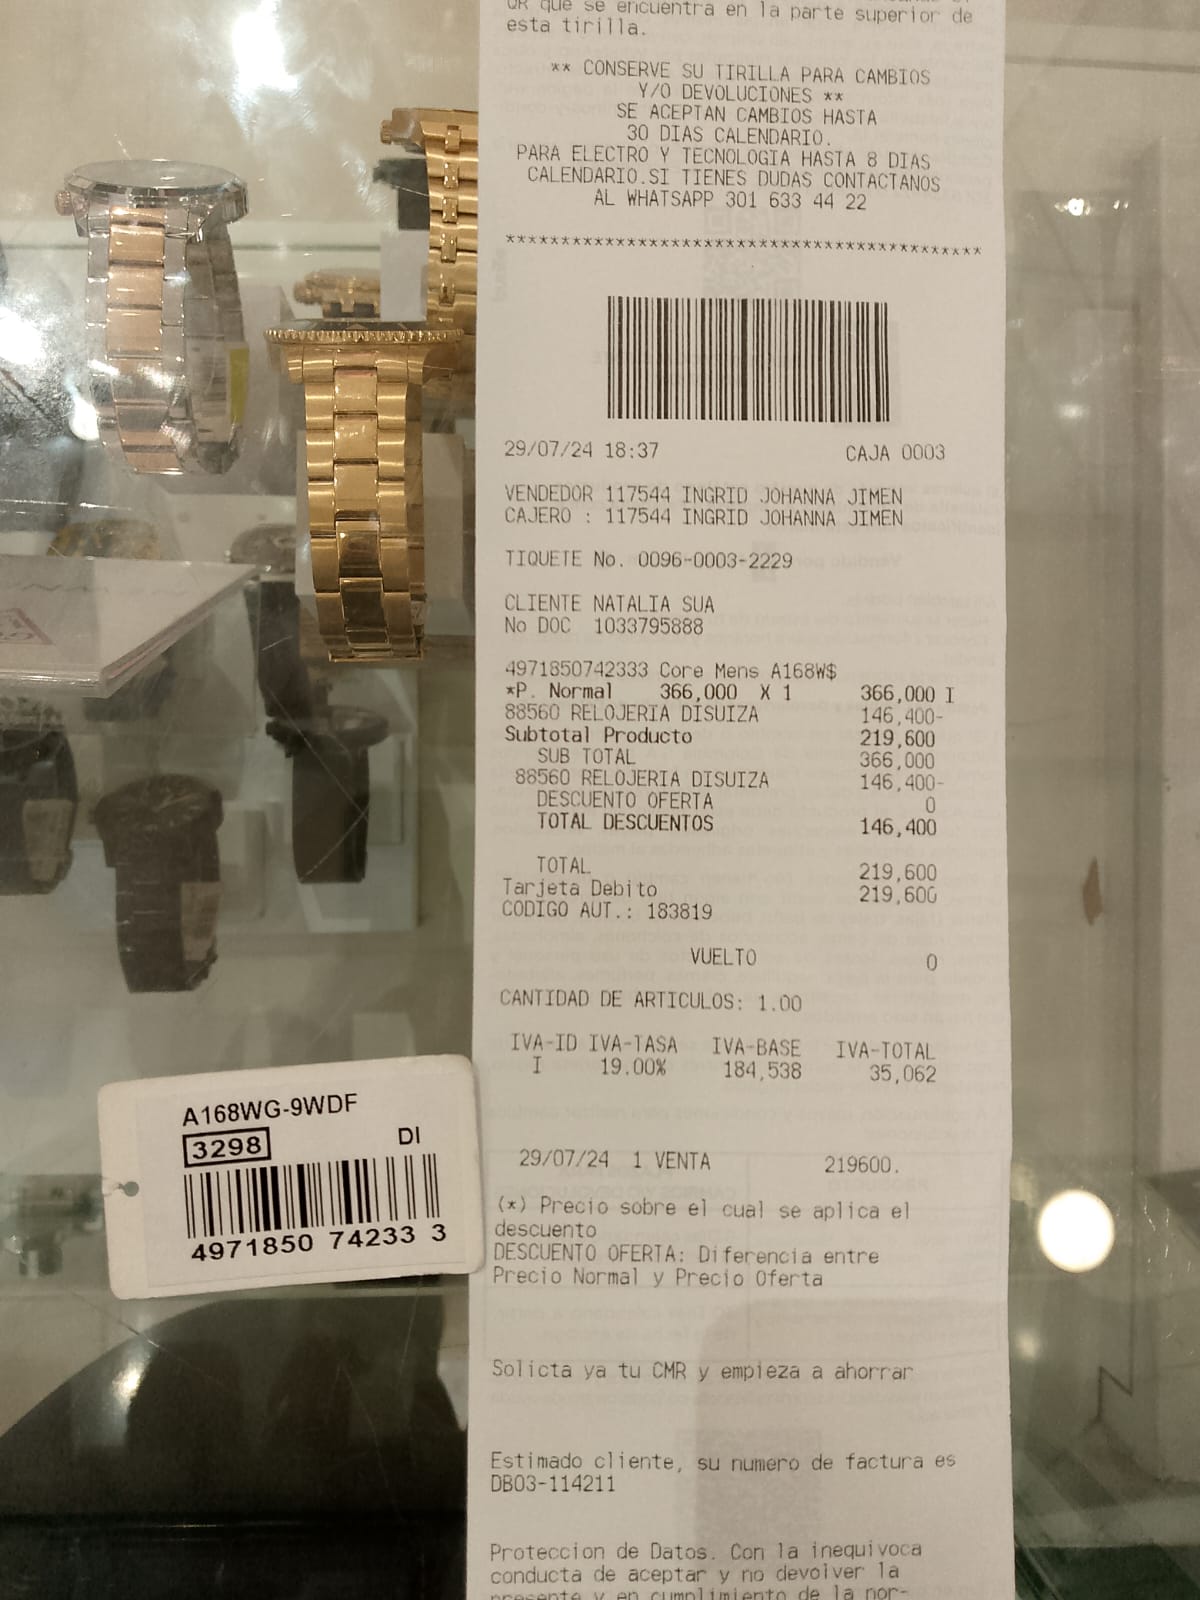 QR que se encuentra en la parte superior de
esta tirilla.
** CONSERVE SU TIRILLA PARA CAMBIOS
Y/O DEVOLUCIONES **
SE ACEPTAN CAMBIOS HASTA
30 DIAS CALENDARIO.
PARA ELECTRO Y TECNOLOGIA HASTA 8 DIAS
CALENDARIO.SI TIENES DUDAS CONTACTANOS
AL WHATSAPP 301 633 44 22
*******************************************
29/07/24 18:37 CAJA 0003
VENDEDOR 117544 INGRID JOHANNA JIMEN
CAJERO : 117544 INGRID JOHANNA JIMEN
TIQUETE No. 0096-0003-2229
CLIENTE NATALIA SUA
No DOC 1033795888
4971850742333 Core Mens A168W$
*P. Normal 366,000 X 1 366,000 I
88560 RELOJERIA DISUIZA 146,400-
Subtotal Producto 219,600
SUB TOTAL 366,000
88560 RELOJERIA DISUIZA 146,400-
DESCUENTO OFERTA 0
TOTAL DESCUENTOS 146,400
TOTAL 219,600
Tarjeta Debito 219,600
CODIGO AUT.: 183819
VUELTO 0
CANTIDAD DE ARTICULOS: 1.00
IVA-ID IVA-TASA IVA-BASE IVA-TOTAL
I 19.00% 184,538 35,062
29/07/24 1 VENTA 219600.
(*) Precio sobre el cual se aplica el
descuento
DESCUENTO OFERTA: Diferencia entre
Precio Normal y Precio Oferta
Solicta ya tu CMR y empieza a ahorrar
Estimado cliente, su numero de factura es
DB03-114211
Proteccion de Datos. Con la inequivoca
conducta de aceptar y no devolver la
presente y en cumplimiento de la nor-
A168WG-9WDF
3298 DI
4971850 74233 3